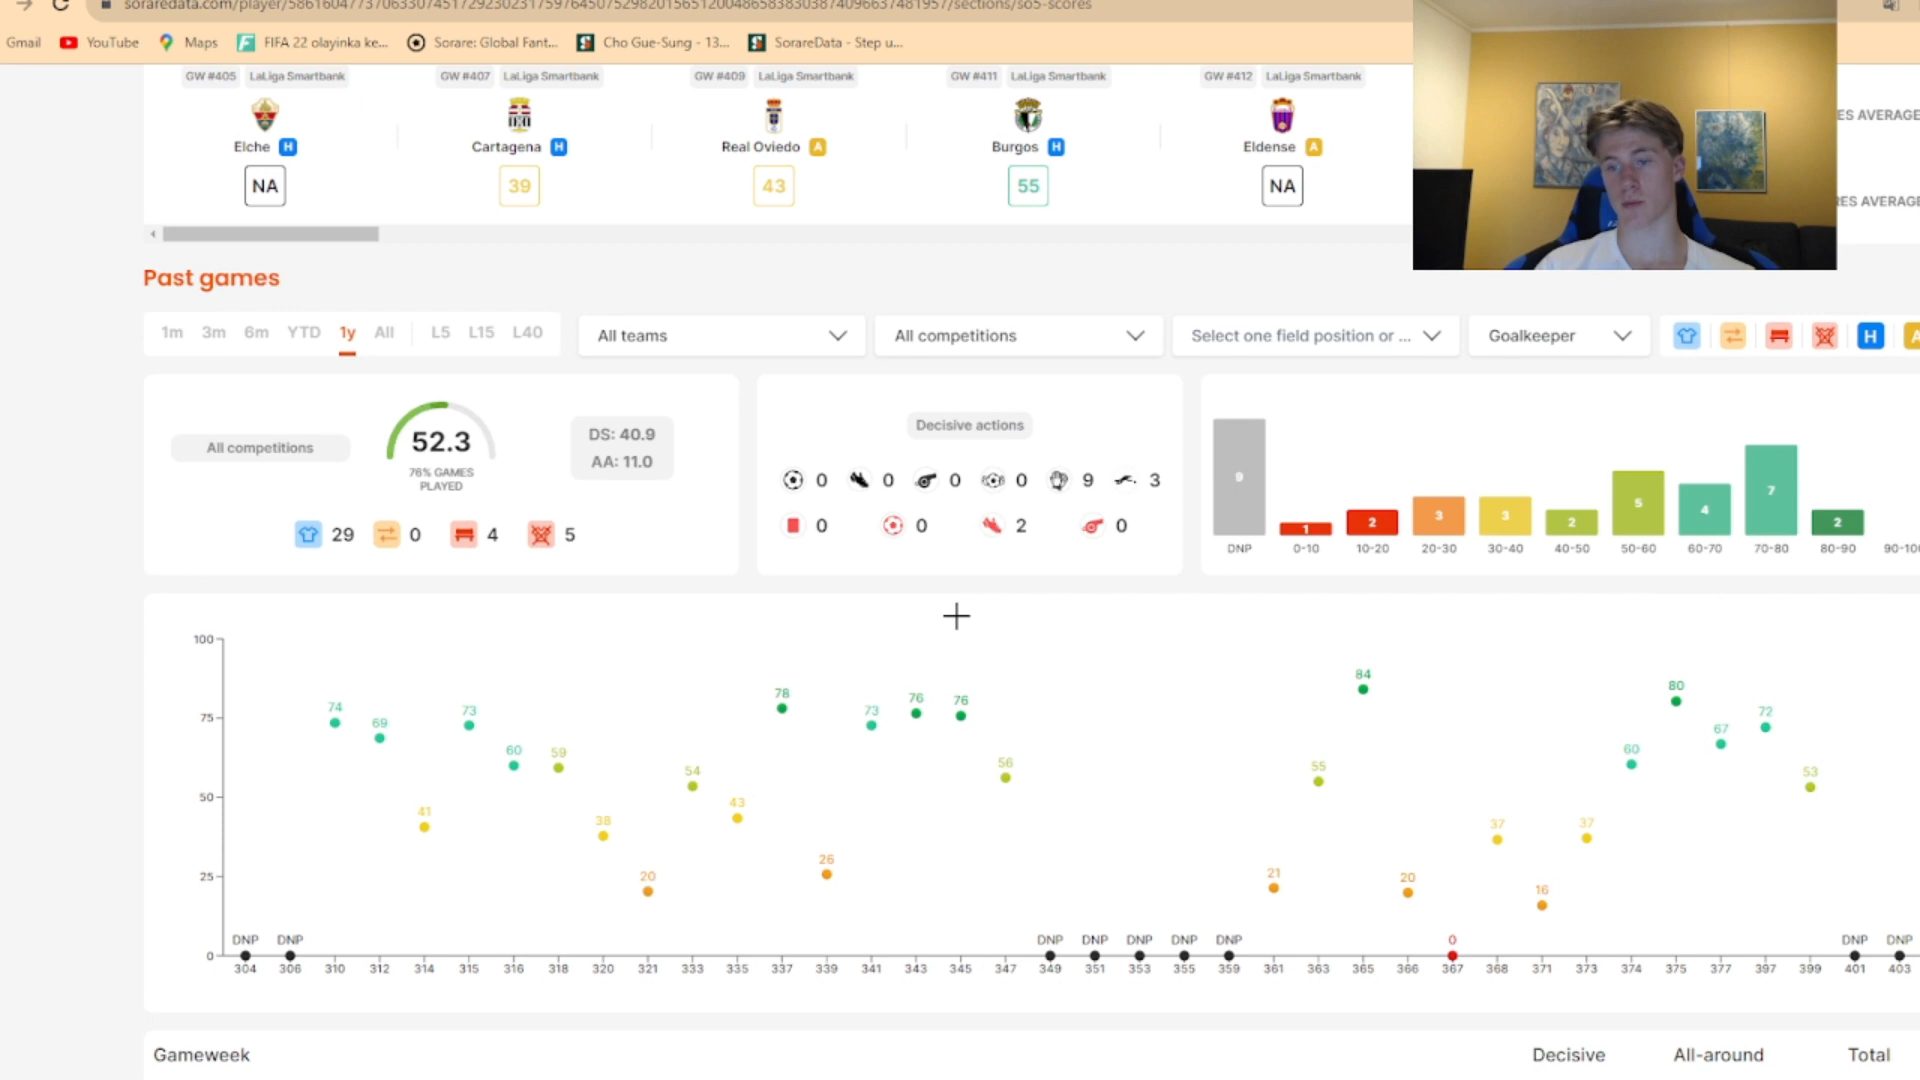 soraredata.com/player/58616047737063307451729230231759764507529820156512004865838303874096637481957/sections/so5-scores
Gmail YouTube Maps FIFA 22 olayinka ke... Sorare: Global Fant... Cho Gue-Sung - 13... SorareData - Step u...
GW #405 LaLiga Smartbank GW #407 LaLiga Smartbank GW #409 LaLiga Smartbank GW #411 LaLiga Smartbank GW #412 LaLiga Smartbank
ES AVERAGE
Elche H Cartagena H Real Oviedo A Burgos H Eldense A
NA 39 43 55 NA
RES AVERAGE
Past games
1m 3m 6m YTD 1y All L5 L15 L40 All teams All competitions Select one field position or ... Goalkeeper H A
All competitions
52.3
76% GAMES
PLAYED
DS: 40.9
AA: 11.0
29 0 4 5
Decisive actions
0 0 0 0 9 3
0 0 2 0
9 1 2 3 3 2 5 4 7 2
DNP 0-10 10-20 20-30 30-40 40-50 50-60 60-70 70-80 80-90 90-100
100
75
50
25
0
DNP DNP 74 69 41 73 60 59 38 20 54 43 78 26 73 76 76 56 DNP DNP DNP DNP DNP 21 55 84 20 0 37 16 37 60 80 67 72 53 DNP DNP
304 306 310 312 314 315 316 318 320 321 333 335 337 339 341 343 345 347 349 351 353 355 359 361 363 365 366 367 368 371 373 374 375 377 397 399 401 403
Gameweek Decisive All-around Total